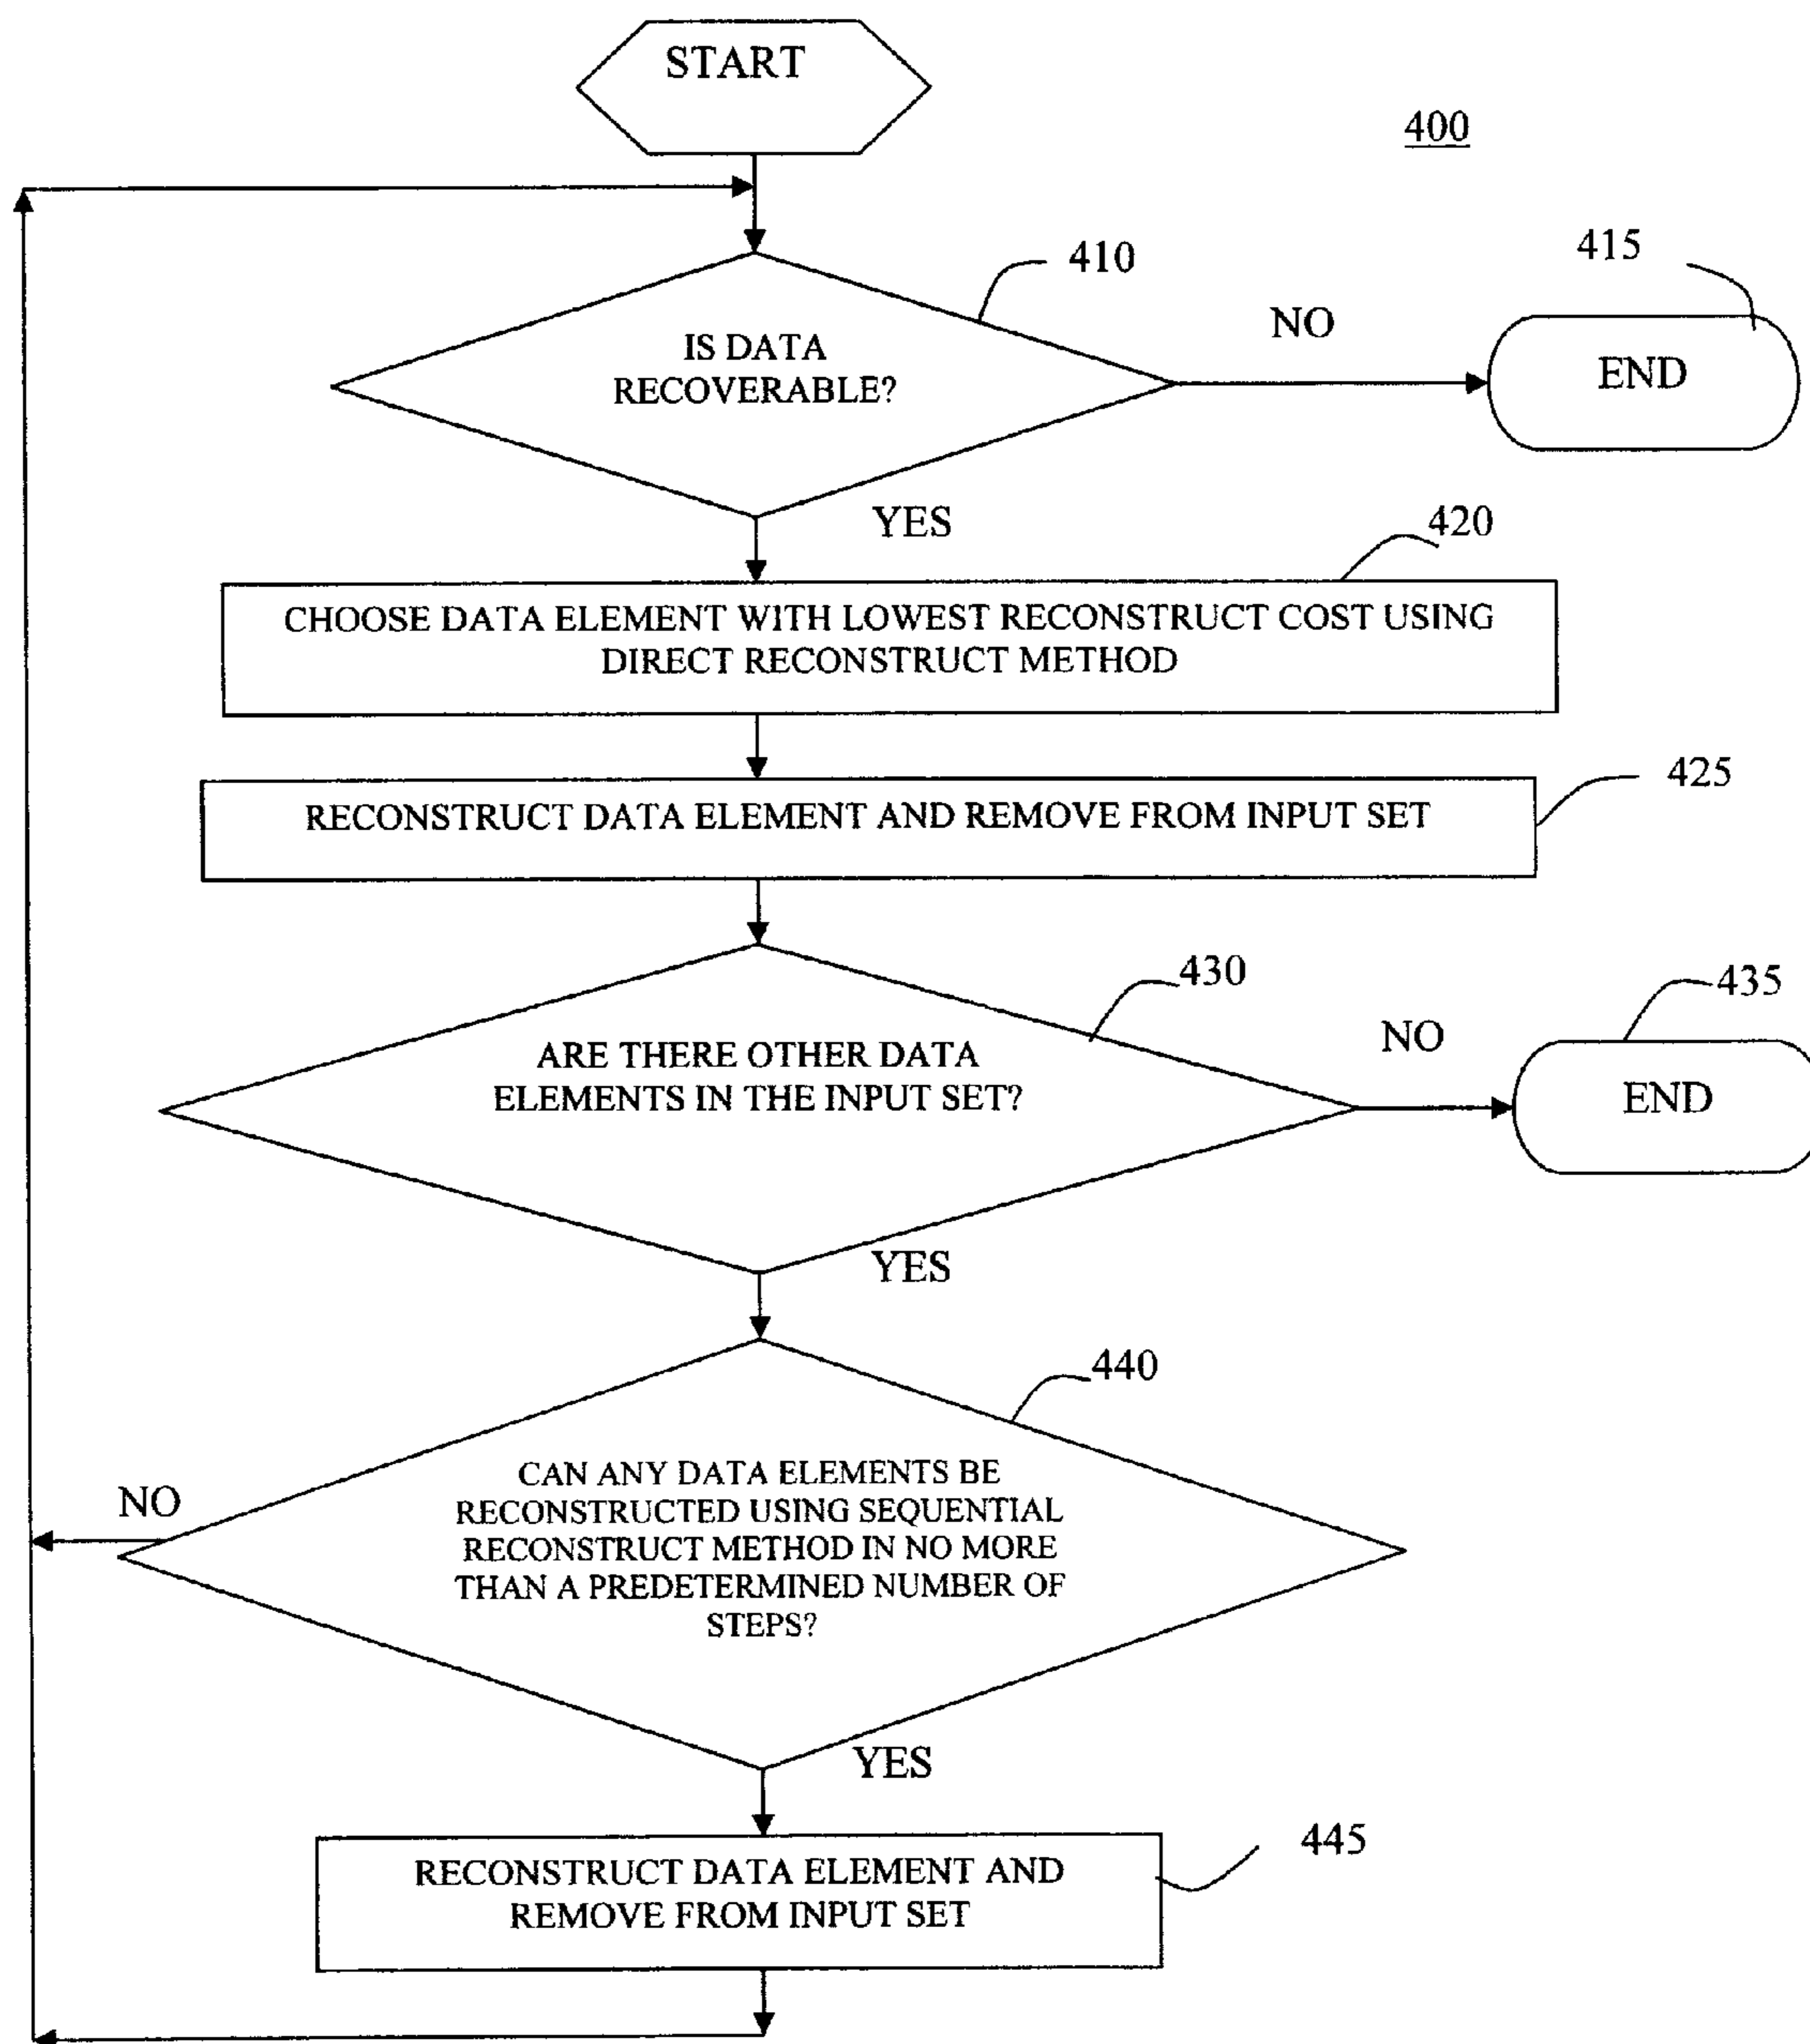 START
400
410
415
IS DATA
RECOVERABLE?
NO
END
YES
420
CHOOSE DATA ELEMENT WITH LOWEST RECONSTRUCT COST USING
DIRECT RECONSTRUCT METHOD
425
RECONSTRUCT DATA ELEMENT AND REMOVE FROM INPUT SET
430
435
ARE THERE OTHER DATA
ELEMENTS IN THE INPUT SET?
NO
END
YES
440
CAN ANY DATA ELEMENTS BE
RECONSTRUCTED USING SEQUENTIAL
RECONSTRUCT METHOD IN NO MORE
THAN A PREDETERMINED NUMBER OF
STEPS?
NO
YES
445
RECONSTRUCT DATA ELEMENT AND
REMOVE FROM INPUT SET